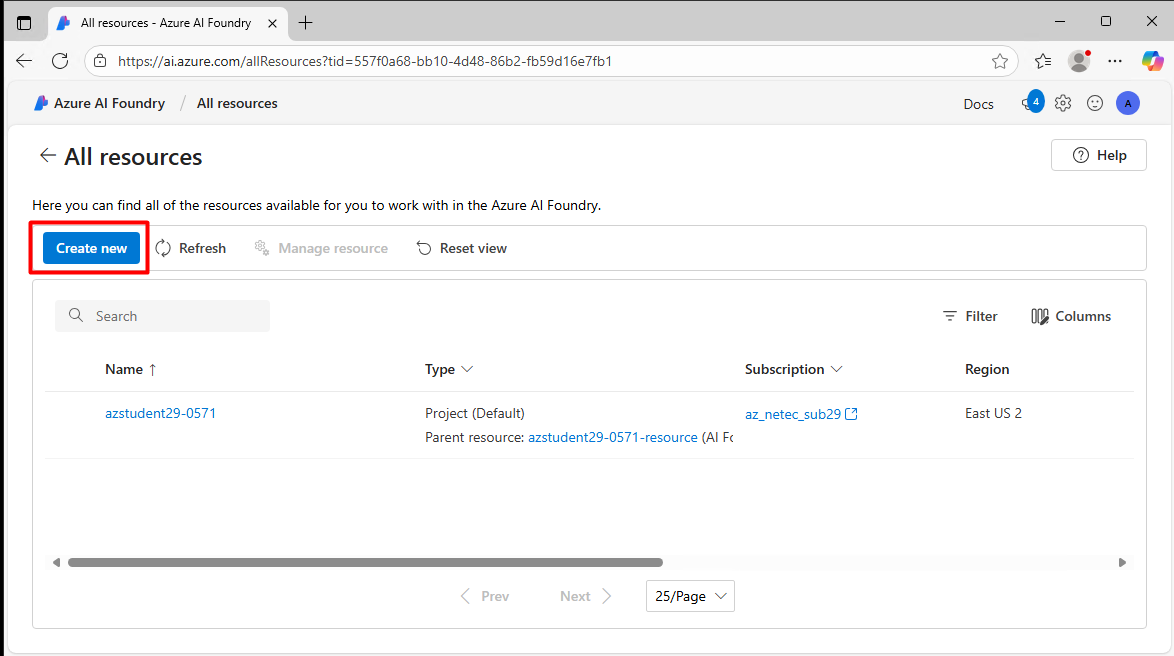 All resources - Azure AI Foundry
https://ai.azure.com/allResources?tid=557f0a68-bb10-4d48-86b2-fb59d16e7fb1
Azure AI Foundry / All resources Docs 4 A
All resources Help
Here you can find all of the resources available for you to work with in the Azure AI Foundry.
Create new Refresh Manage resource Reset view
Search Filter Columns
Name Type Subscription Region
azstudent29-0571 Project (Default) az_netec_sub29 East US 2
Parent resource: azstudent29-0571-resource (AI Fo
Prev Next 25/Page